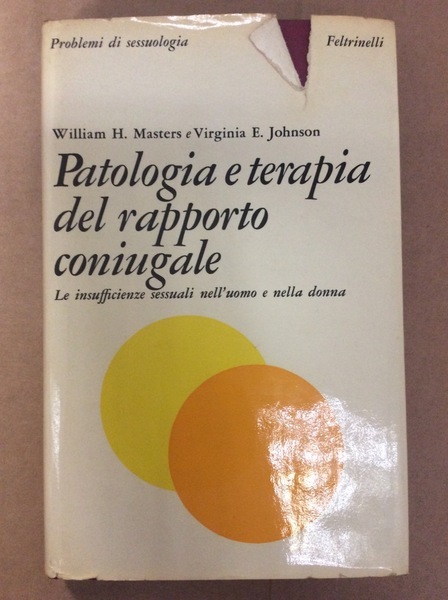 Problemi di sessuologia Feltrinelli
William H. Masters e Virginia E. Johnson
Patologia e terapia
del rapporto
coniugale
Le insufficienze sessuali nell'uomo e nella donna